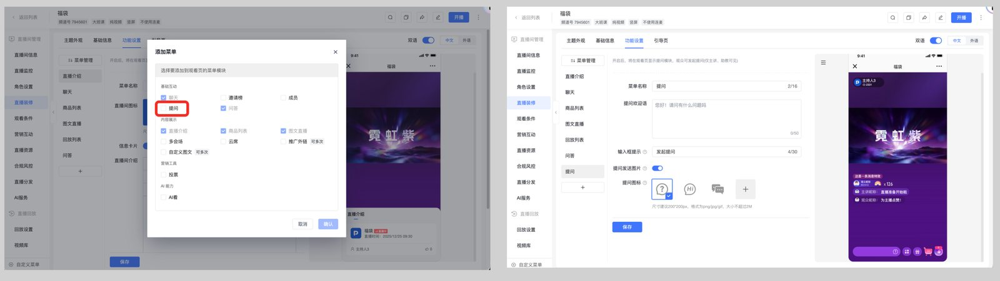 返回列表
福袋
频道号 7945601 大班课 纯视频 竖屏 不使用连麦
开播
直播间管理
直播间信息
直播监控
角色设置
直播装修
观看条件
营销互动
直播资源
合规风控
直播分发
AI服务
直播回放
回放设置
视频库
自定义菜单
主题外观 基础信息 功能设置 引导页
双语 中文 外语
菜单管理
直播介绍
聊天
商品列表
图文直播
回放列表
问答
+
菜单名称
直播间图标
信息卡片
直播间介绍
保存
添加菜单
选择要添加到观看页的菜单模块
基础互动
聊天 邀请榜 成员
提问 问答
内容展示
直播介绍 商品列表 图文直播
多会场 云席 推广外链 可多次
自定义图文 可多次
营销工具
投票
AI 能力
AI看
取消 确认
9:41
福袋
霓虹紫
直播介绍
福袋 直播中
直播时间：2025/12/25 09:30
主持人3 0
返回列表
福袋
频道号 7945601 大班课 纯视频 竖屏 不使用连麦
开播
直播间管理
直播间信息
直播监控
角色设置
直播装修
观看条件
营销互动
直播资源
合规风控
直播分发
AI服务
直播回放
回放设置
视频库
自定义菜单
主题外观 基础信息 功能设置 引导页
双语 中文 外语
菜单管理
直播介绍
聊天
商品列表
图文直播
回放列表
问答
提问
+
开启后，将在观看页显示提问模块，观众可发起提问(仅主讲、助教可见)
菜单名称 提问 2/16
提问欢迎语 您好！请问有什么问题吗
0/50
输入框提示 发起提问 4/30
提问发送图片
提问图标
Hi
+
尺寸建议200*200px，格式为png/jpg/gif，大小不超过2M
保存
9:41
福袋
主持人3
2301
霓虹紫
这是一条消息特效
观众昵称
x 126
主讲昵称： 直播准备开始啦
观众昵称： 为主播点赞！